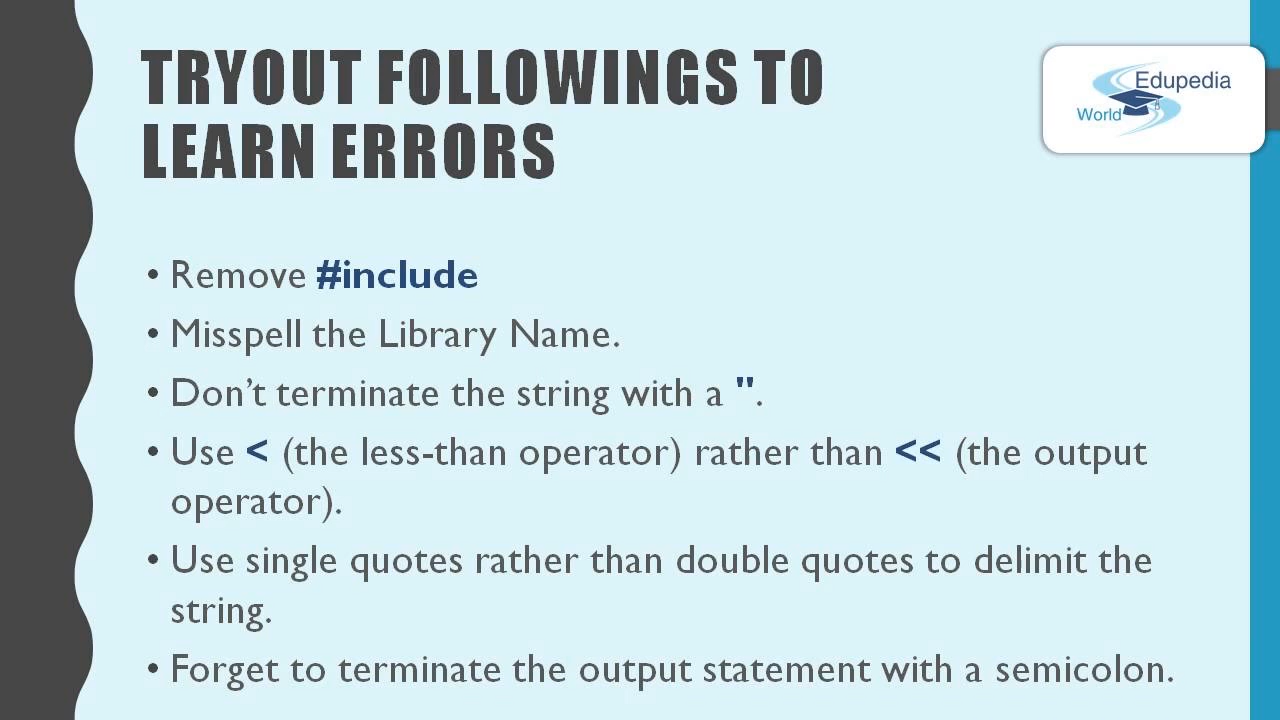 TRYOUT FOLLOWINGS TO
LEARN ERRORS
Edupedia
World
• Remove #include
• Misspell the Library Name.
• Don’t terminate the string with a ".
• Use < (the less-than operator) rather than << (the output
operator).
• Use single quotes rather than double quotes to delimit the
string.
• Forget to terminate the output statement with a semicolon.